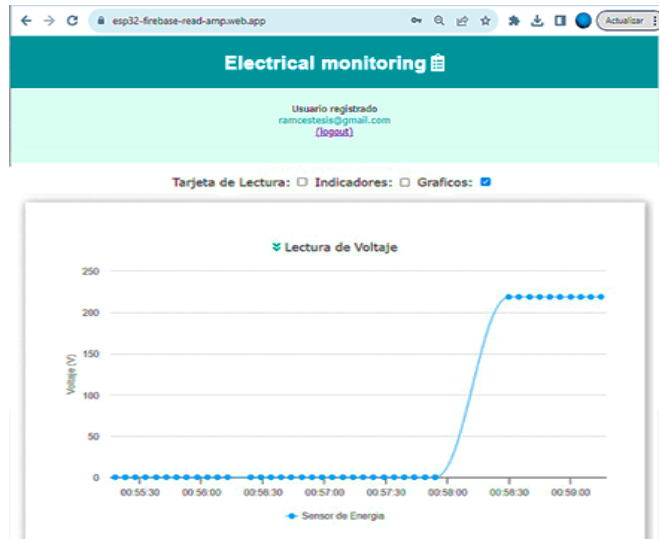 esp32-firebase-read-amp.web.app
Actualizar
Electrical monitoring
Usuario registrado
ramcestesis@gmail.com
(logout)
Tarjeta de Lectura: Indicadores: Graficos:
Lectura de Voltaje
250
200
150
100
50
0
Voltaje (V)
00:55:30 00:56:00 00:56:30 00:57:00 00:57:30 00:58:00 00:58:30 00:59:00
Sensor de Energia